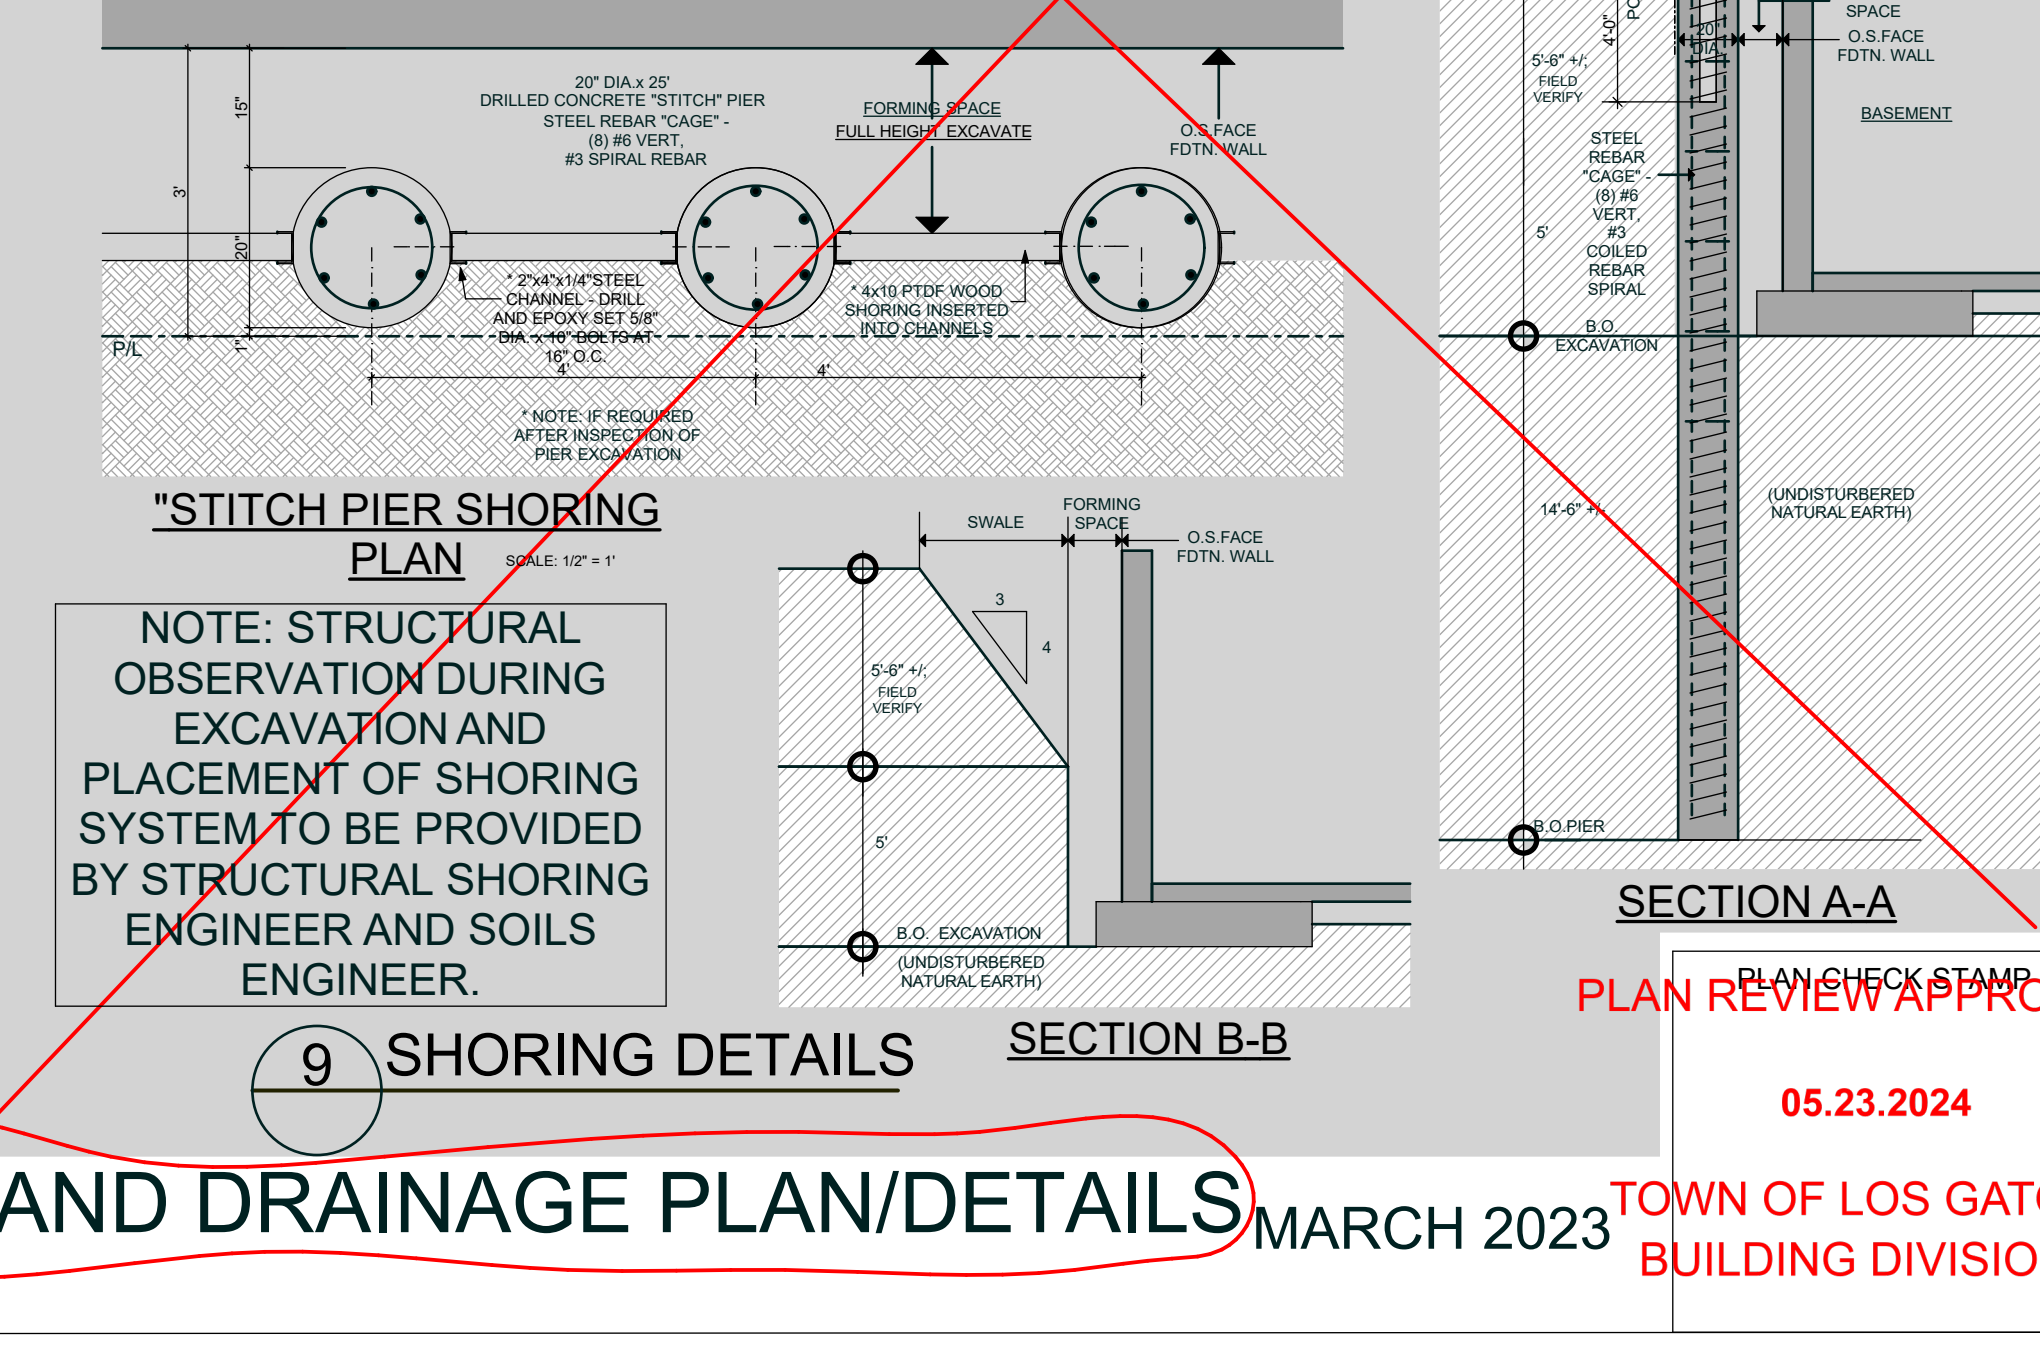 15"
3'
20"
1"
20" DIA.x 25'
DRILLED CONCRETE "STITCH" PIER
STEEL REBAR "CAGE" -
(8) #6 VERT,
#3 SPIRAL REBAR
FORMING SPACE
FULL HEIGHT EXCAVATE
O.S.FACE
FDTN. WALL
* 2"x4"x1/4"STEEL
CHANNEL - DRILL
AND EPOXY SET 5/8"
DIA. x 10" BOLTS AT
16" O.C.
* 4x10 PTDF WOOD
SHORING INSERTED
INTO CHANNELS
P/L
4'
4'
* NOTE: IF REQUIRED
AFTER INSPECTION OF
PIER EXCAVATION
"STITCH PIER SHORING
PLAN
SCALE: 1/2" = 1'
NOTE: STRUCTURAL
OBSERVATION DURING
EXCAVATION AND
PLACEMENT OF SHORING
SYSTEM TO BE PROVIDED
BY STRUCTURAL SHORING
ENGINEER AND SOILS
ENGINEER.
9
SHORING DETAILS
SWALE
FORMING
SPACE
O.S.FACE
FDTN. WALL
3
4
5'-6" +/;
FIELD
VERIFY
5'
B.O. EXCAVATION
(UNDISTURBERED
NATURAL EARTH)
SECTION B-B
4'-0"
20"
DIA.
SPACE
O.S.FACE
FDTN. WALL
5'-6" +/;
FIELD
VERIFY
BASEMENT
STEEL
REBAR
"CAGE" -
(8) #6
VERT,
#3
COILED
REBAR
SPIRAL
5'
B.O.
EXCAVATION
14'-6" +/-
(UNDISTURBERED
NATURAL EARTH)
B.O.PIER
SECTION A-A
PLAN CHECK STAMP
PLAN REVIEW APPRO
05.23.2024
TOWN OF LOS GATO
BUILDING DIVISIO
AND DRAINAGE PLAN/DETAILS
MARCH 2023